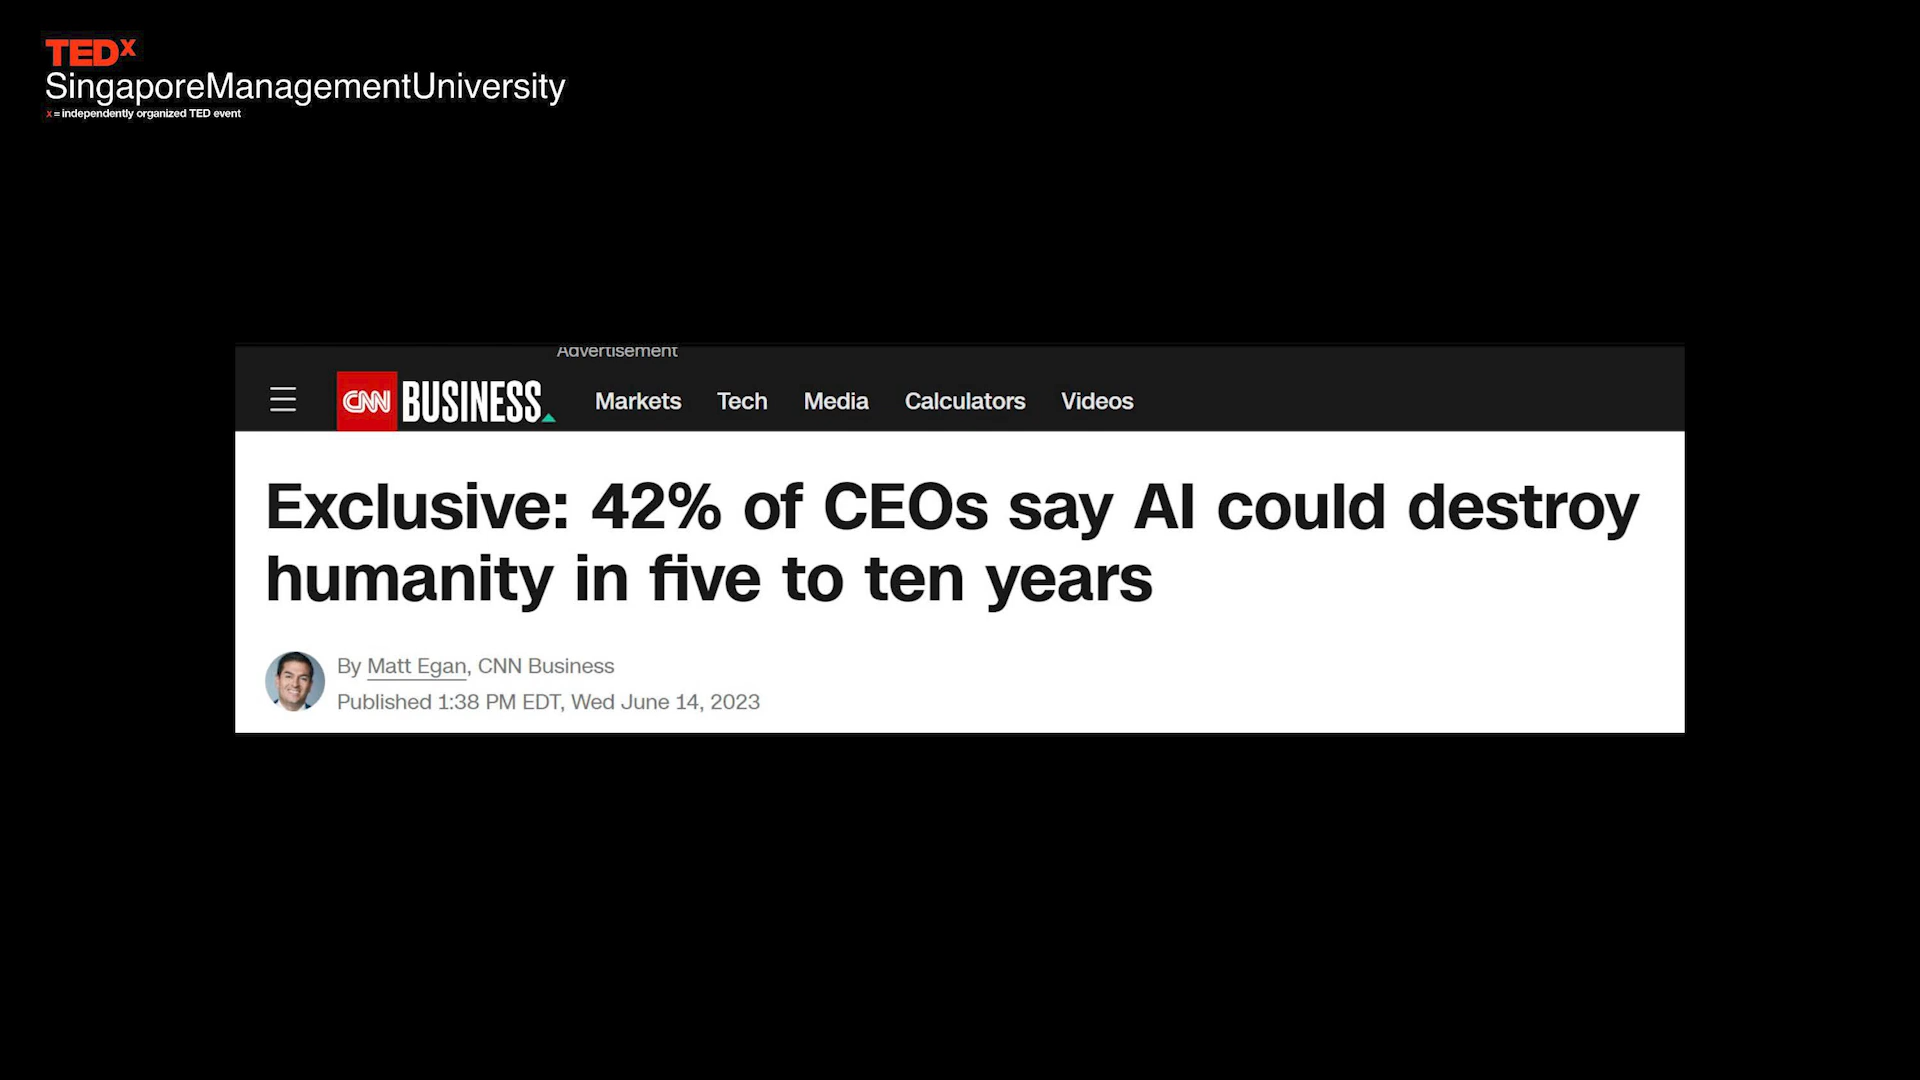 TEDx
SingaporeManagementUniversity
x = independently organized TED event
Advertisement
CNN BUSINESS Markets Tech Media Calculators Videos
Exclusive: 42% of CEOs say AI could destroy
humanity in five to ten years
By Matt Egan, CNN Business
Published 1:38 PM EDT, Wed June 14, 2023